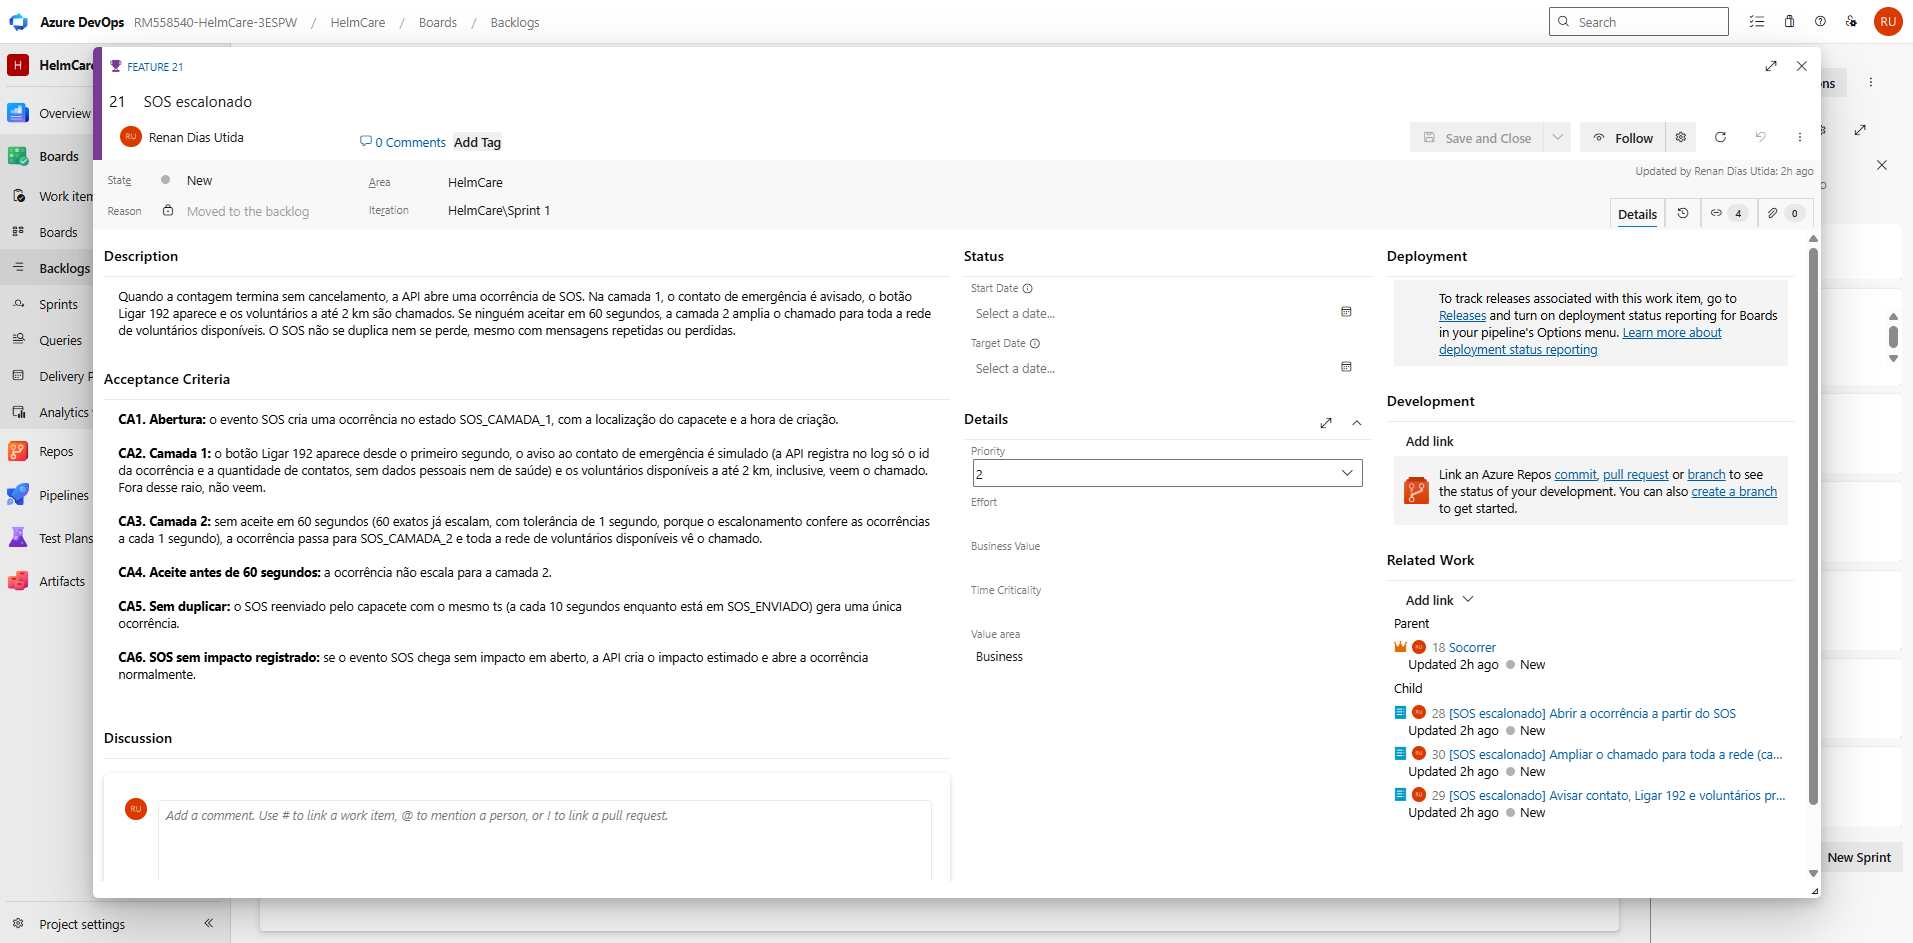 Azure DevOps RM558540-HelmCare-3ESPW / HelmCare / Boards / Backlogs
Search
RU
H HelmCare
Overview
Boards
Work item
Boards
Backlogs
Sprints
Queries
Delivery P
Analytics
Repos
Pipelines
Test Plans
Artifacts
Project settings
FEATURE 21
21 SOS escalonado
RU Renan Dias Utida
0 Comments Add Tag
Save and Close
Follow
State New
Reason Moved to the backlog
Area HelmCare
Iteration HelmCare\Sprint 1
Updated by Renan Dias Utida: 2h ago
Details 4 0
Description
Quando a contagem termina sem cancelamento, a API abre uma ocorrência de SOS. Na camada 1, o contato de emergência é avisado, o botão
Ligar 192 aparece e os voluntários a até 2 km são chamados. Se ninguém aceitar em 60 segundos, a camada 2 amplia o chamado para toda a rede
de voluntários disponíveis. O SOS não se duplica nem se perde, mesmo com mensagens repetidas ou perdidas.
Acceptance Criteria
CA1. Abertura: o evento SOS cria uma ocorrência no estado SOS_CAMADA_1, com a localização do capacete e a hora de criação.
CA2. Camada 1: o botão Ligar 192 aparece desde o primeiro segundo, o aviso ao contato de emergência é simulado (a API registra no log só o id
da ocorrência e a quantidade de contatos, sem dados pessoais nem de saúde) e os voluntários disponíveis a até 2 km, inclusive, veem o chamado.
Fora desse raio, não veem.
CA3. Camada 2: sem aceite em 60 segundos (60 exatos já escalam, com tolerância de 1 segundo, porque o escalonamento confere as ocorrências
a cada 1 segundo), a ocorrência passa para SOS_CAMADA_2 e toda a rede de voluntários disponíveis vê o chamado.
CA4. Aceite antes de 60 segundos: a ocorrência não escala para a camada 2.
CA5. Sem duplicar: o SOS reenviado pelo capacete com o mesmo ts (a cada 10 segundos enquanto está em SOS_ENVIADO) gera uma única
ocorrência.
CA6. SOS sem impacto registrado: se o evento SOS chega sem impacto em aberto, a API cria o impacto estimado e abre a ocorrência
normalmente.
Discussion
RU
Add a comment. Use # to link a work item, @ to mention a person, or ! to link a pull request.
Status
Start Date
Select a date...
Target Date
Select a date...
Details
Priority
2
Effort
Business Value
Time Criticality
Value area
Business
Deployment
To track releases associated with this work item, go to
Releases and turn on deployment status reporting for Boards
in your pipeline's Options menu. Learn more about
deployment status reporting
Development
Add link
Link an Azure Repos commit, pull request or branch to see
the status of your development. You can also create a branch
to get started.
Related Work
Add link
Parent
18 Socorrer
Updated 2h ago New
Child
28 [SOS escalonado] Abrir a ocorrência a partir do SOS
Updated 2h ago New
30 [SOS escalonado] Ampliar o chamado para toda a rede (ca...
Updated 2h ago New
29 [SOS escalonado] Avisar contato, Ligar 192 e voluntários pr...
Updated 2h ago New
ns
New Sprint